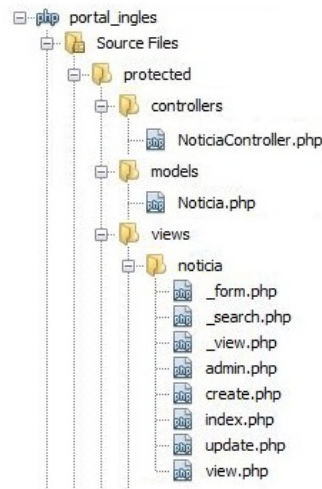 portal_ingles
Source Files
protected
controllers
NoticiaController.php
models
Noticia.php
views
noticia
_form.php
_search.php
_view.php
admin.php
create.php
index.php
update.php
view.php